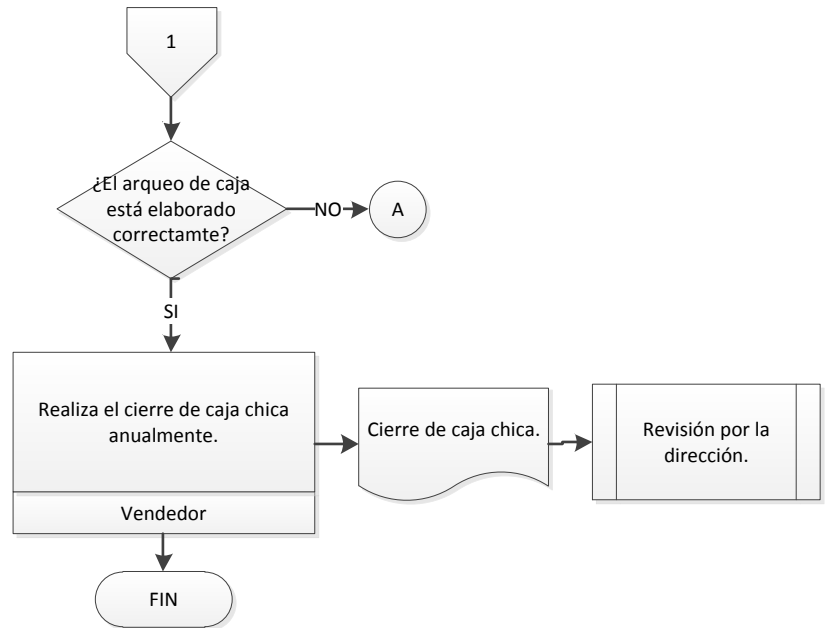 1
¿El arqueo de caja
está elaborado
correctamte?
NO
A
SI
Realiza el cierre de caja chica
anualmente.
Vendedor
Cierre de caja chica.
Revisión por la
dirección.
FIN